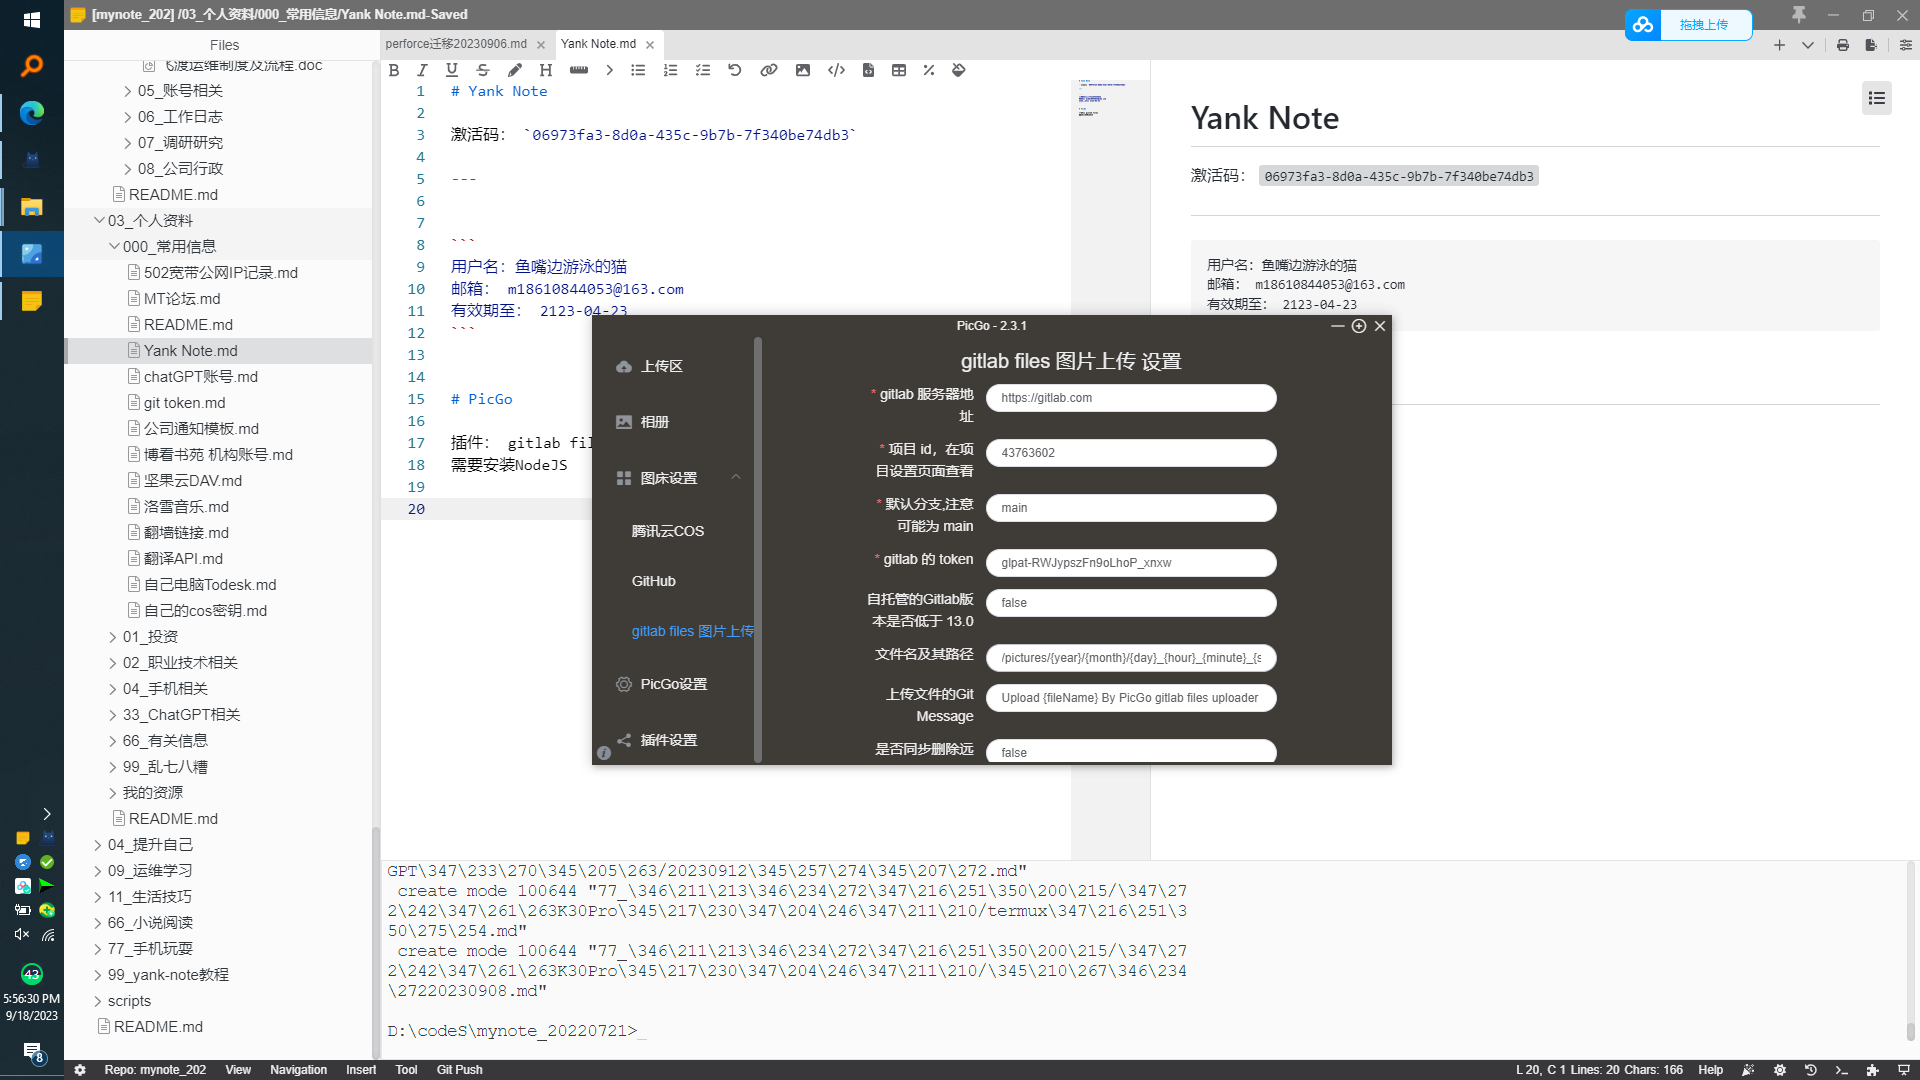 [mynote_202] /03_个人资料/000_常用信息/Yank Note.md-Saved
拖拽上传
Files
perforce迁移20230906.md
Yank Note.md
飞渡运维制度及流程.doc
05_账号相关
06_工作日志
07_调研研究
08_公司行政
README.md
03_个人资料
000_常用信息
502宽带公网IP记录.md
MT论坛.md
README.md
Yank Note.md
chatGPT账号.md
git token.md
公司通知模板.md
博看书苑 机构账号.md
坚果云DAV.md
洛雪音乐.md
翻墙链接.md
翻译API.md
自己电脑Todesk.md
自己的cos密钥.md
01_投资
02_职业技术相关
04_手机相关
33_ChatGPT相关
66_有关信息
99_乱七八糟
我的资源
README.md
04_提升自己
09_运维学习
11_生活技巧
66_小说阅读
77_手机玩耍
99_yank-note教程
scripts
README.md
1 # Yank Note
2
3 激活码： `06973fa3-8d0a-435c-9b7b-7f340be74db3`
4
5 ---
6
7
8 ```
9 用户名：鱼嘴边游泳的猫
10 邮箱： m18610844053@163.com
11 有效期至： 2123-04-23
12 ```
13
14
15 # PicGo
16
17 插件： gitlab fil
18 需要安装NodeJS
19
20
Yank Note
激活码： 06973fa3-8d0a-435c-9b7b-7f340be74db3
用户名：鱼嘴边游泳的猫
邮箱： m18610844053@163.com
有效期至： 2123-04-23
PicGo - 2.3.1
上传区
相册
图床设置
腾讯云COS
GitHub
gitlab files 图片上传
PicGo设置
插件设置
gitlab files 图片上传 设置
* gitlab 服务器地址
https://gitlab.com
* 项目 id，在项目设置页面查看
43763602
* 默认分支,注意可能为 main
main
* gitlab 的 token
glpat-RWJypszFn9oLhoP_xnxw
自托管的Gitlab版本是否低于 13.0
false
文件名及其路径
/pictures/{year}/{month}/{day}_{hour}_{minute}_{s
上传文件的Git Message
Upload {fileName} By PicGo gitlab files uploader
是否同步删除远
false
GPT\347\233\270\345\205\263/20230912\345\257\274\345\207\272.md"
create mode 100644 "77_\346\211\213\346\234\272\347\216\251\350\200\215/\347\27
2\242\347\261\263K30Pro\345\217\230\347\204\246\347\211\210/termux\347\216\251\3
50\275\254.md"
create mode 100644 "77_\346\211\213\346\234\272\347\216\251\350\200\215/\347\27
2\242\347\261\263K30Pro\345\217\230\347\204\246\347\211\210/\345\210\267\346\234
\27220230908.md"
D:\codeS\mynote_20220721>_
43
5:56:30 PM
9/18/2023
8
Repo: mynote_202 View Navigation Insert Tool Git Push
L 20, C 1 Lines: 20 Chars: 166 Help